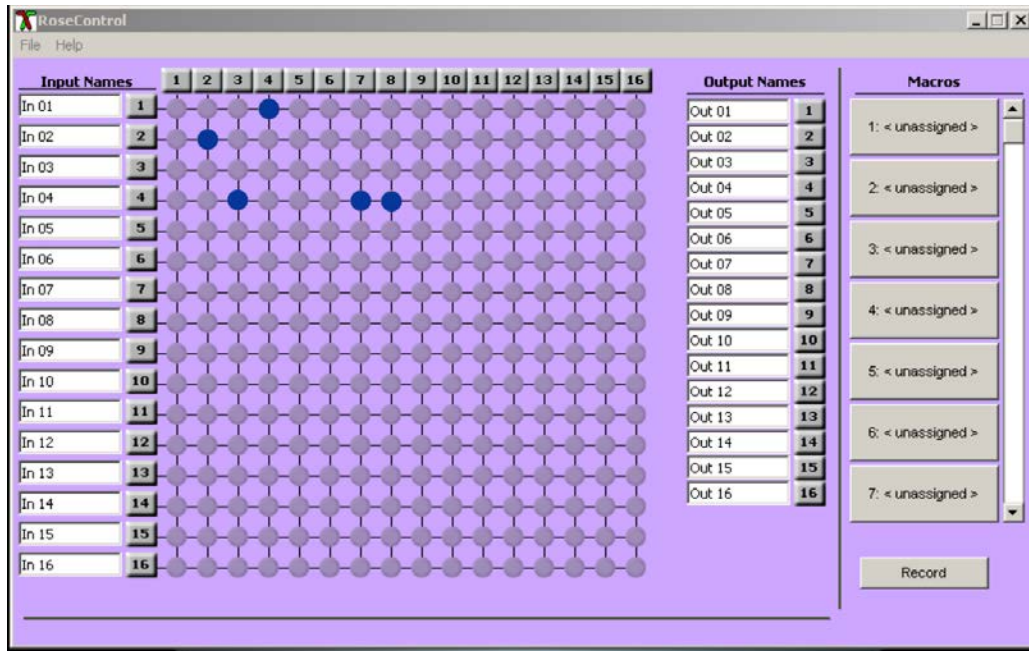 RoseControl
File Help
Input Names
1 2 3 4 5 6 7 8 9 10 11 12 13 14 15 16
In 01 1
In 02 2
In 03 3
In 04 4
In 05 5
In 06 6
In 07 7
In 08 8
In 09 9
In 10 10
In 11 11
In 12 12
In 13 13
In 14 14
In 15 15
In 16 16
Output Names
Out 01 1
Out 02 2
Out 03 3
Out 04 4
Out 05 5
Out 06 6
Out 07 7
Out 08 8
Out 09 9
Out 10 10
Out 11 11
Out 12 12
Out 13 13
Out 14 14
Out 15 15
Out 16 16
Macros
1: < unassigned >
2: < unassigned >
3: < unassigned >
4: < unassigned >
5: < unassigned >
6: < unassigned >
7: < unassigned >
Record